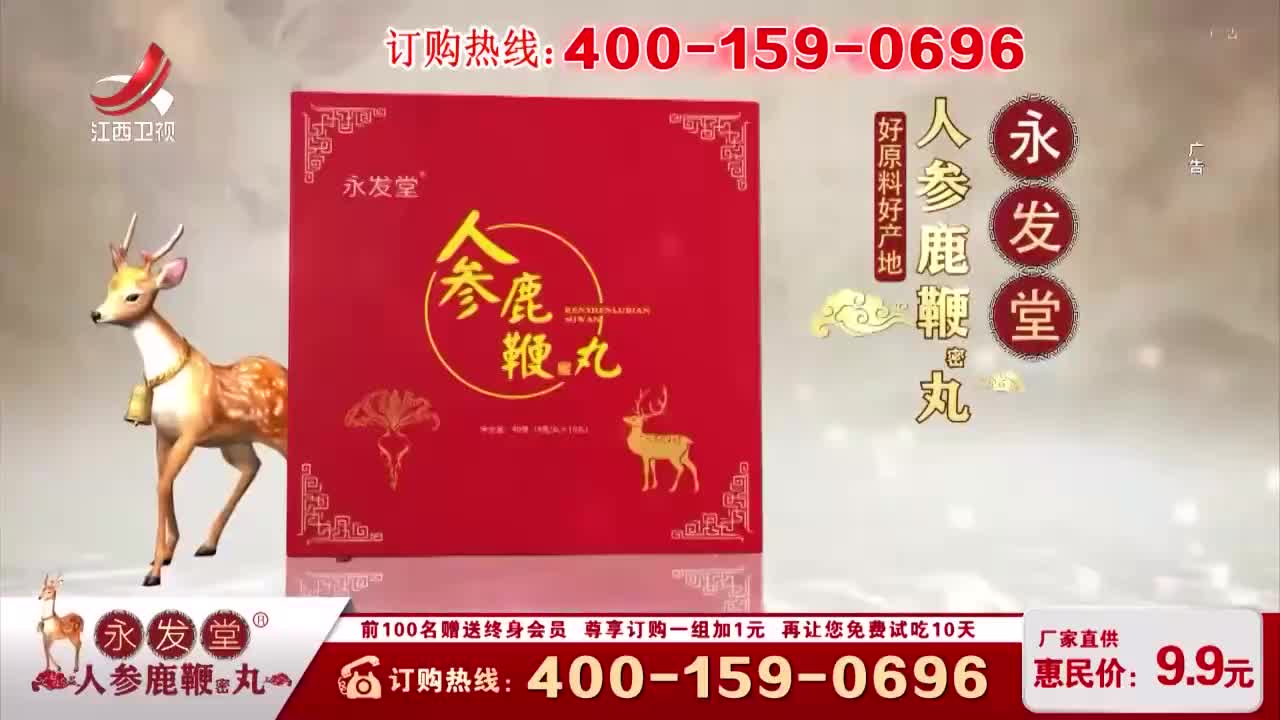 订购热线：400-159-0696
江西卫视
广告
永发堂
人参鹿鞭密丸
好原料好产地
永发堂®
人参鹿鞭密丸
RENSHENLUBIAN
MIWAN
永发堂®
人参鹿鞭密丸
前100名赠送终身会员 尊享订购一组加1元 再让您免费试吃10天
订购热线：400-159-0696
厂家直供
惠民价：9.9元